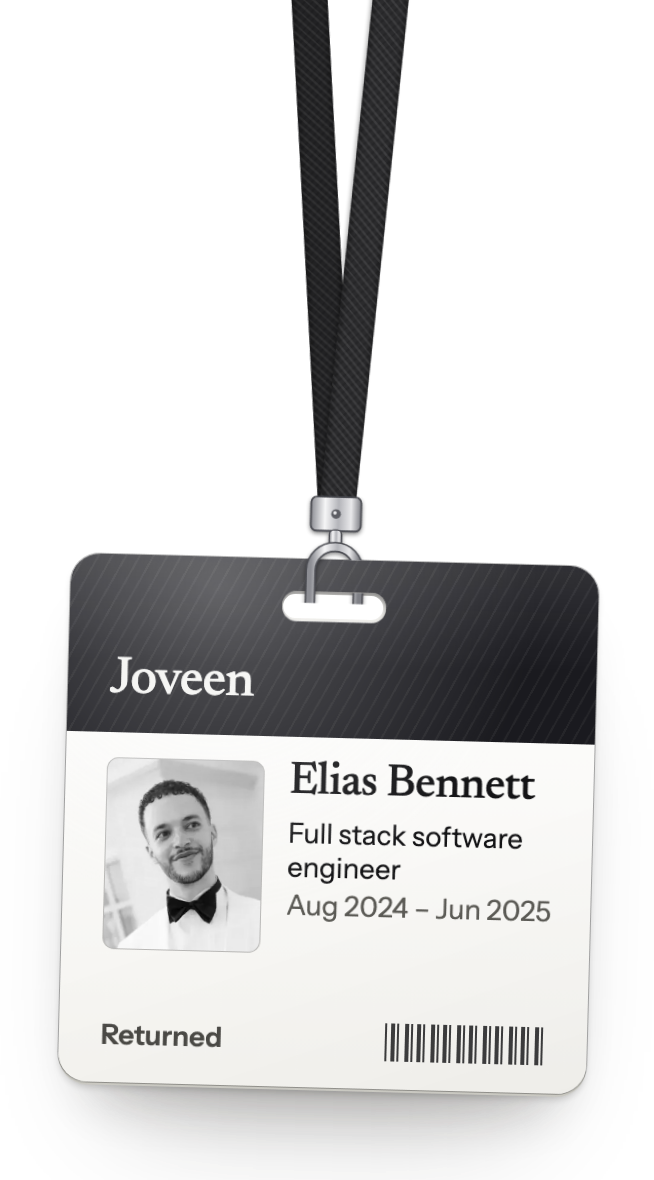 Joveen
Elias Bennett
Full stack software
engineer
Aug 2024 – Jun 2025
Returned